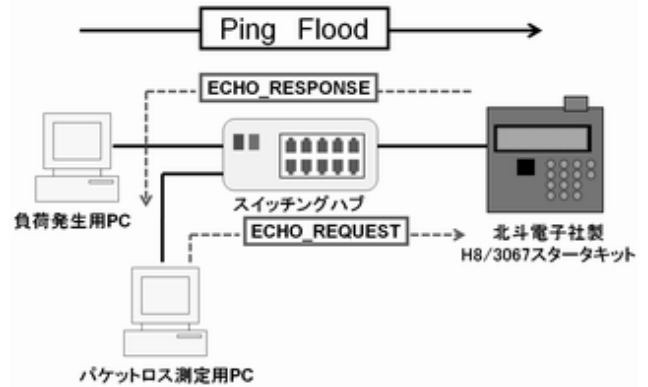 Ping Flood
ECHO_RESPONSE
スイッチングハブ
負荷発生用PC
ECHO_REQUEST
北斗電子社製
H8/3067スタータキット
パケットロス測定用PC